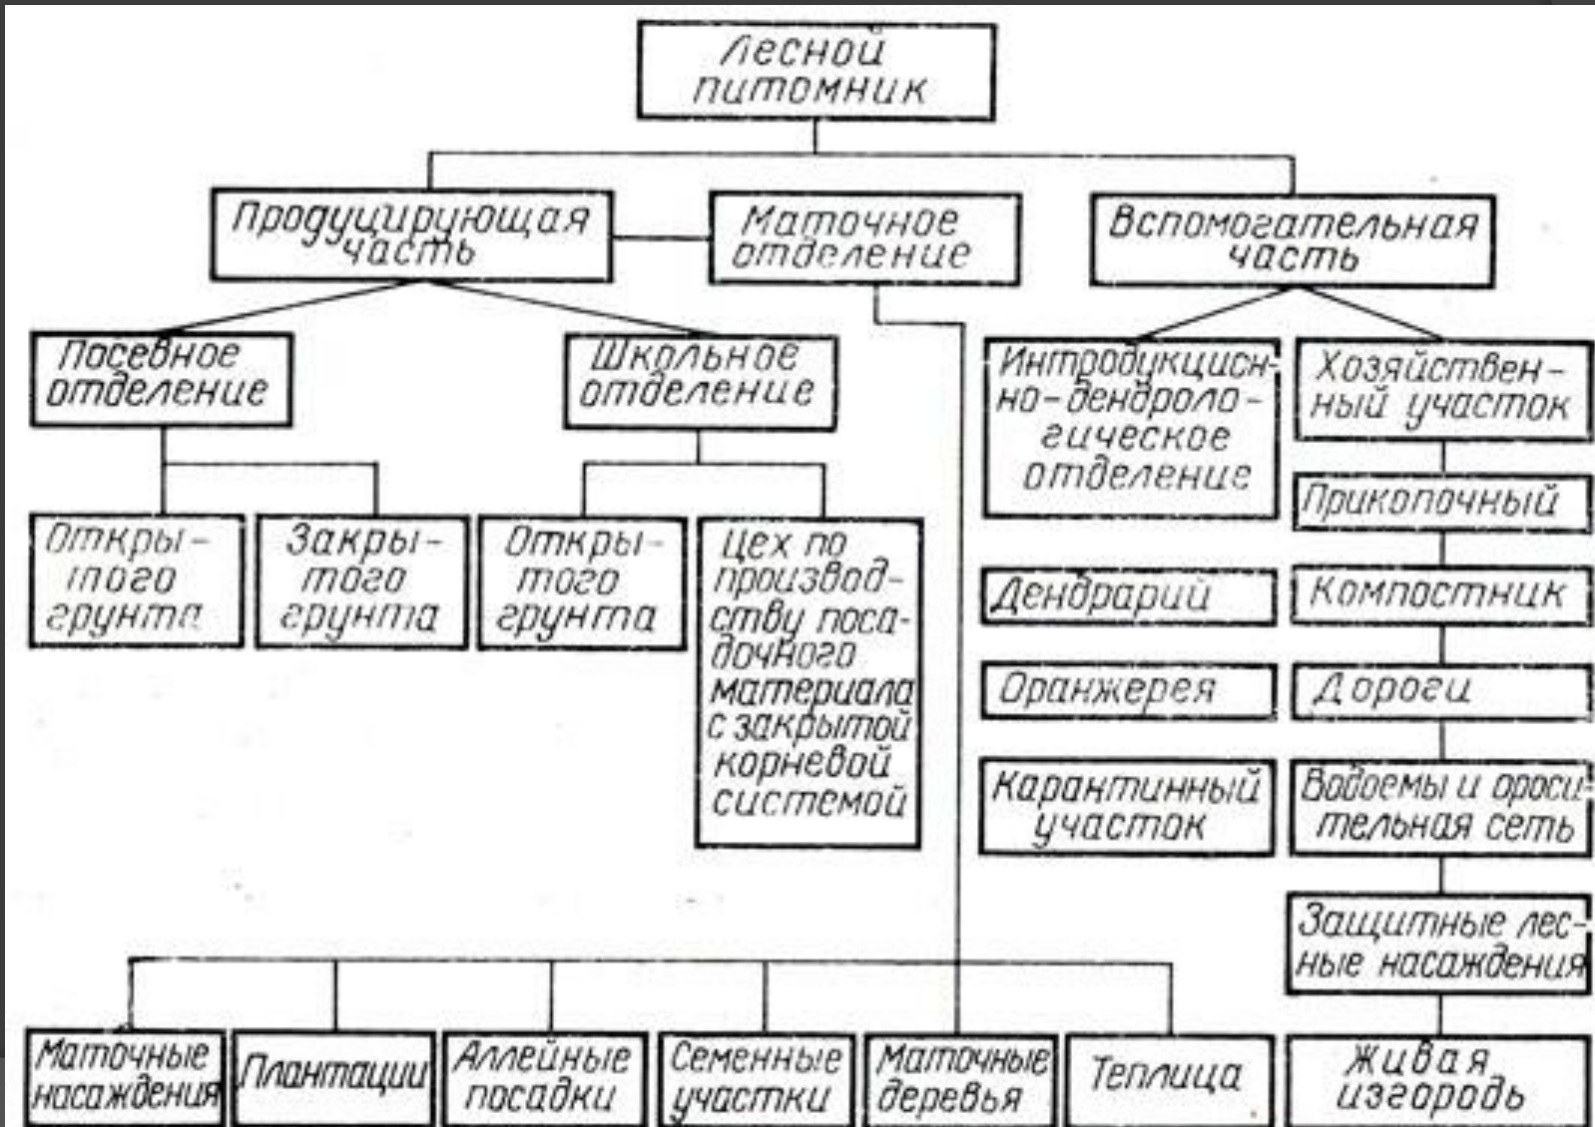 Лесной
питомник
Продуцирующая
часть
Маточное
отделение
Вспомогательная
часть
Посевное
отделение
Школьное
отделение
Интродукцион-
но-дендроло-
гическое
отделение
Хозяйствен-
ный участок
Откры-
того
грунта
Закры-
того
грунта
Откры-
того
грунта
Цех по
производ-
ству поса-
дочного
материала
с закрытой
корневой
системой
Дендрарий
Оранжерея
Карантинный
участок
Прикопочный
Компостник
Дороги
Водоемы и ороси-
тельная сеть
Защитные лес-
ные насаждения
Маточные
насаждения
Плантации
Аллейные
посадки
Семенные
участки
Маточные
деревья
Теплица
Живая
изгородь